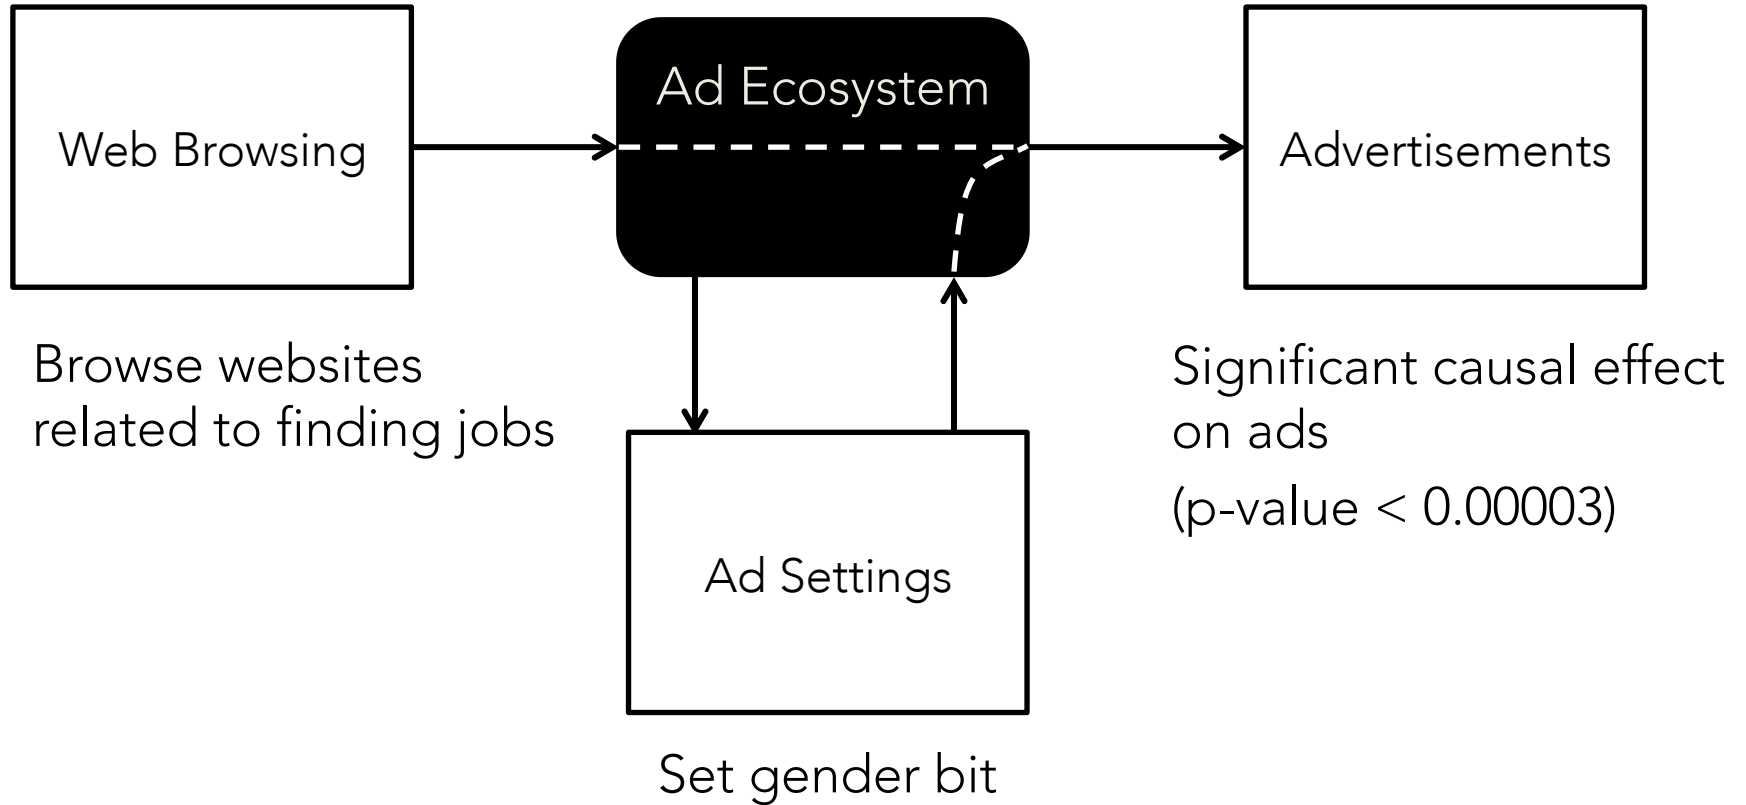 Web Browsing
Ad Ecosystem
Advertisements
Browse websites
related to finding jobs
Significant causal effect
on ads
(p-value < 0.00003)
Ad Settings
Set gender bit